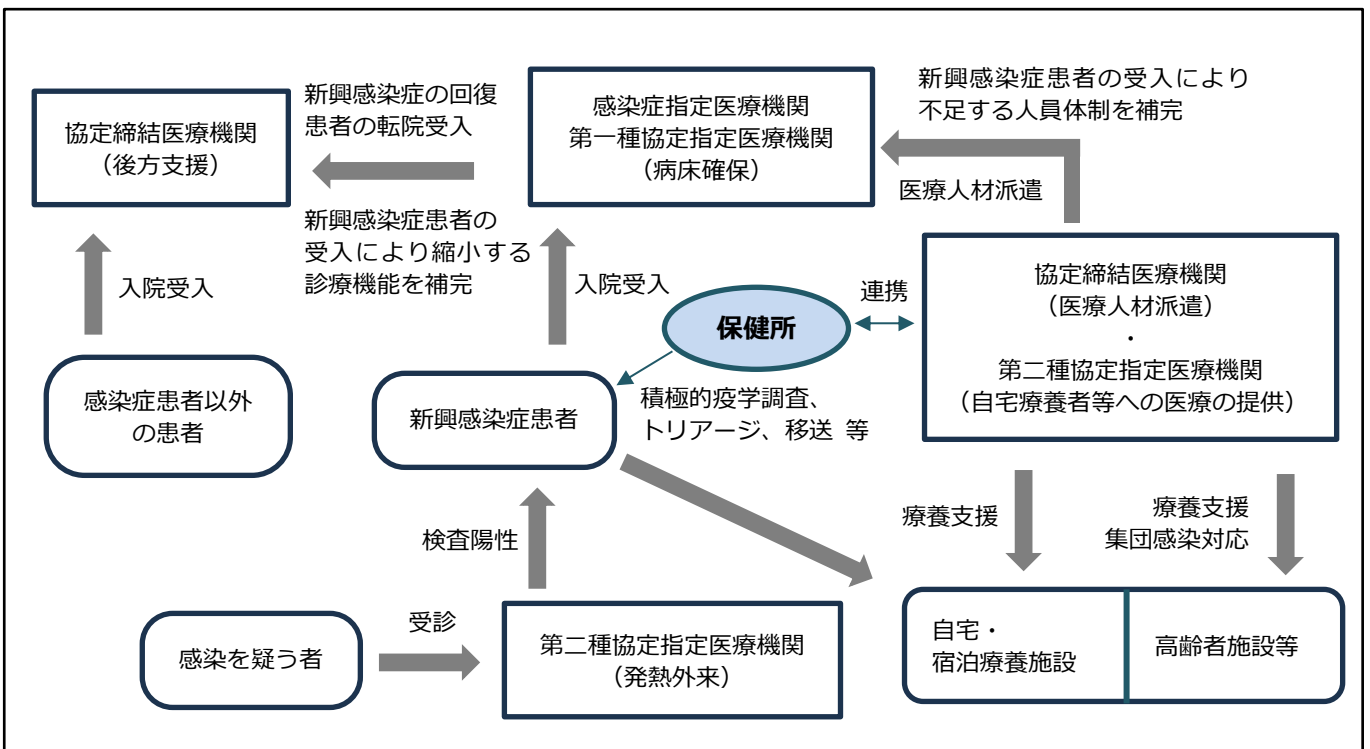 協定締結医療機関
（後方支援）
新興感染症の回復
患者の転院受入
新興感染症患者の
受入により縮小する
診療機能を補完
感染症指定医療機関
第一種協定指定医療機関
（病床確保）
新興感染症患者の受入により
不足する人員体制を補完
医療人材派遣
入院受入
入院受入
保健所
連携
協定締結医療機関
（医療人材派遣）
・
第二種協定指定医療機関
（自宅療養者等への医療の提供）
感染症患者以外
の患者
新興感染症患者
積極的疫学調査、
トリアージ、移送 等
検査陽性
療養支援
療養支援
集団感染対応
感染を疑う者
受診
第二種協定指定医療機関
（発熱外来）
自宅・
宿泊療養施設
高齢者施設等